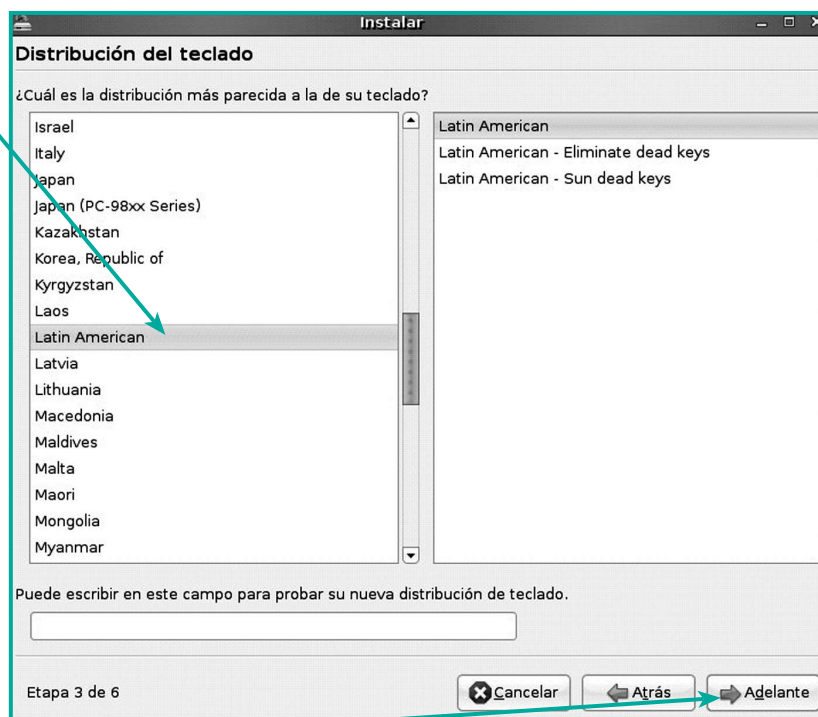 Instalar
Distribución del teclado
¿Cuál es la distribución más parecida a la de su teclado?
Israel
Italy
Japan
Japan (PC-98xx Series)
Kazakhstan
Korea, Republic of
Kyrgyzstan
Laos
Latin American
Latvia
Lithuania
Macedonia
Maldives
Malta
Maori
Mongolia
Myanmar
Latin American
Latin American - Eliminate dead keys
Latin American - Sun dead keys
Puede escribir en este campo para probar su nueva distribución de teclado.
Etapa 3 de 6
Cancelar
Atrás
Adelante